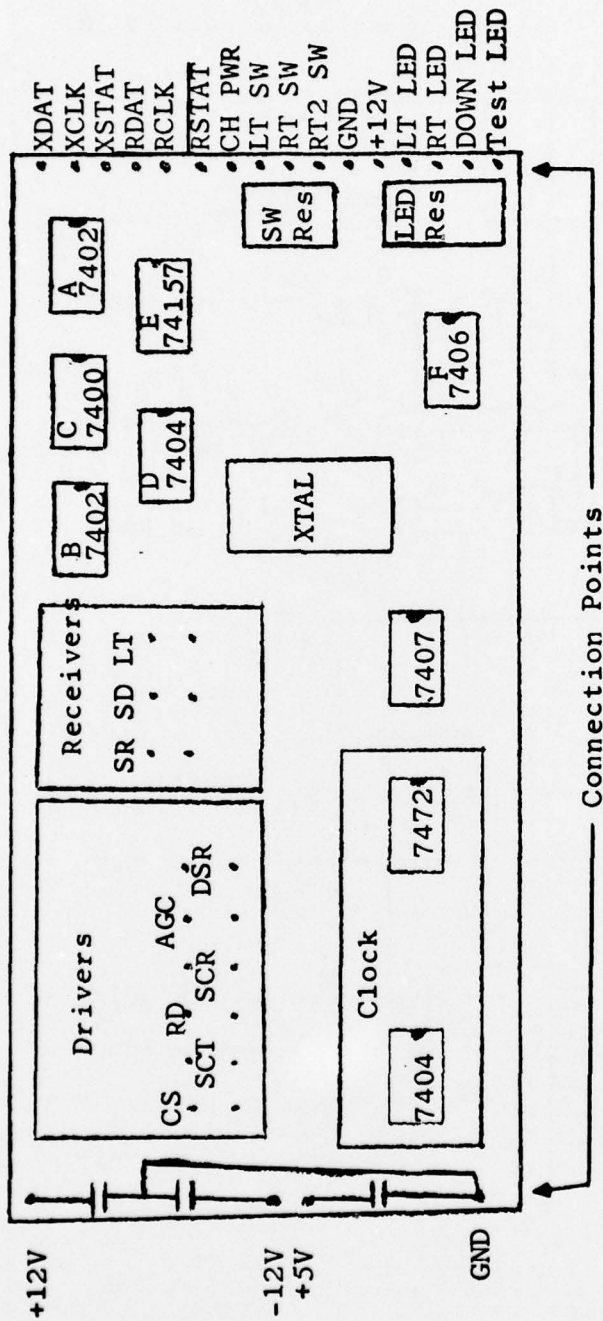 +12V
-12V
+5V
GND
Drivers
CS
SCT
RD
SCR
AGC
DSR
Receivers
SR SD LT
Clock
7404
7472
7407
B
7402
C
7400
A
7402
D
7404
E
74157
XTAL
F
7406
SW
Res
LED
Res
XDAT
XCLK
XSTAT
RDAT
RCLK
RSTAT
CH PWR
LT SW
RT SW
RT2 SW
GND
+12V
LT LED
RT LED
DOWN LED
Test LED
Connection Points